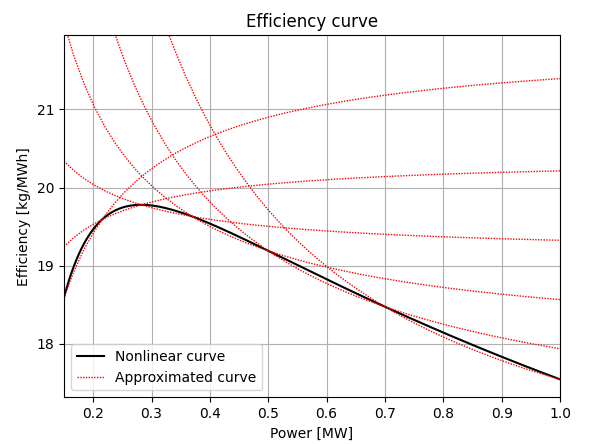 Efficiency curve
Efficiency [kg/MWh]
21
20
19
18
Nonlinear curve
Approximated curve
0.2 0.3 0.4 0.5 0.6 0.7 0.8 0.9 1.0
Power [MW]